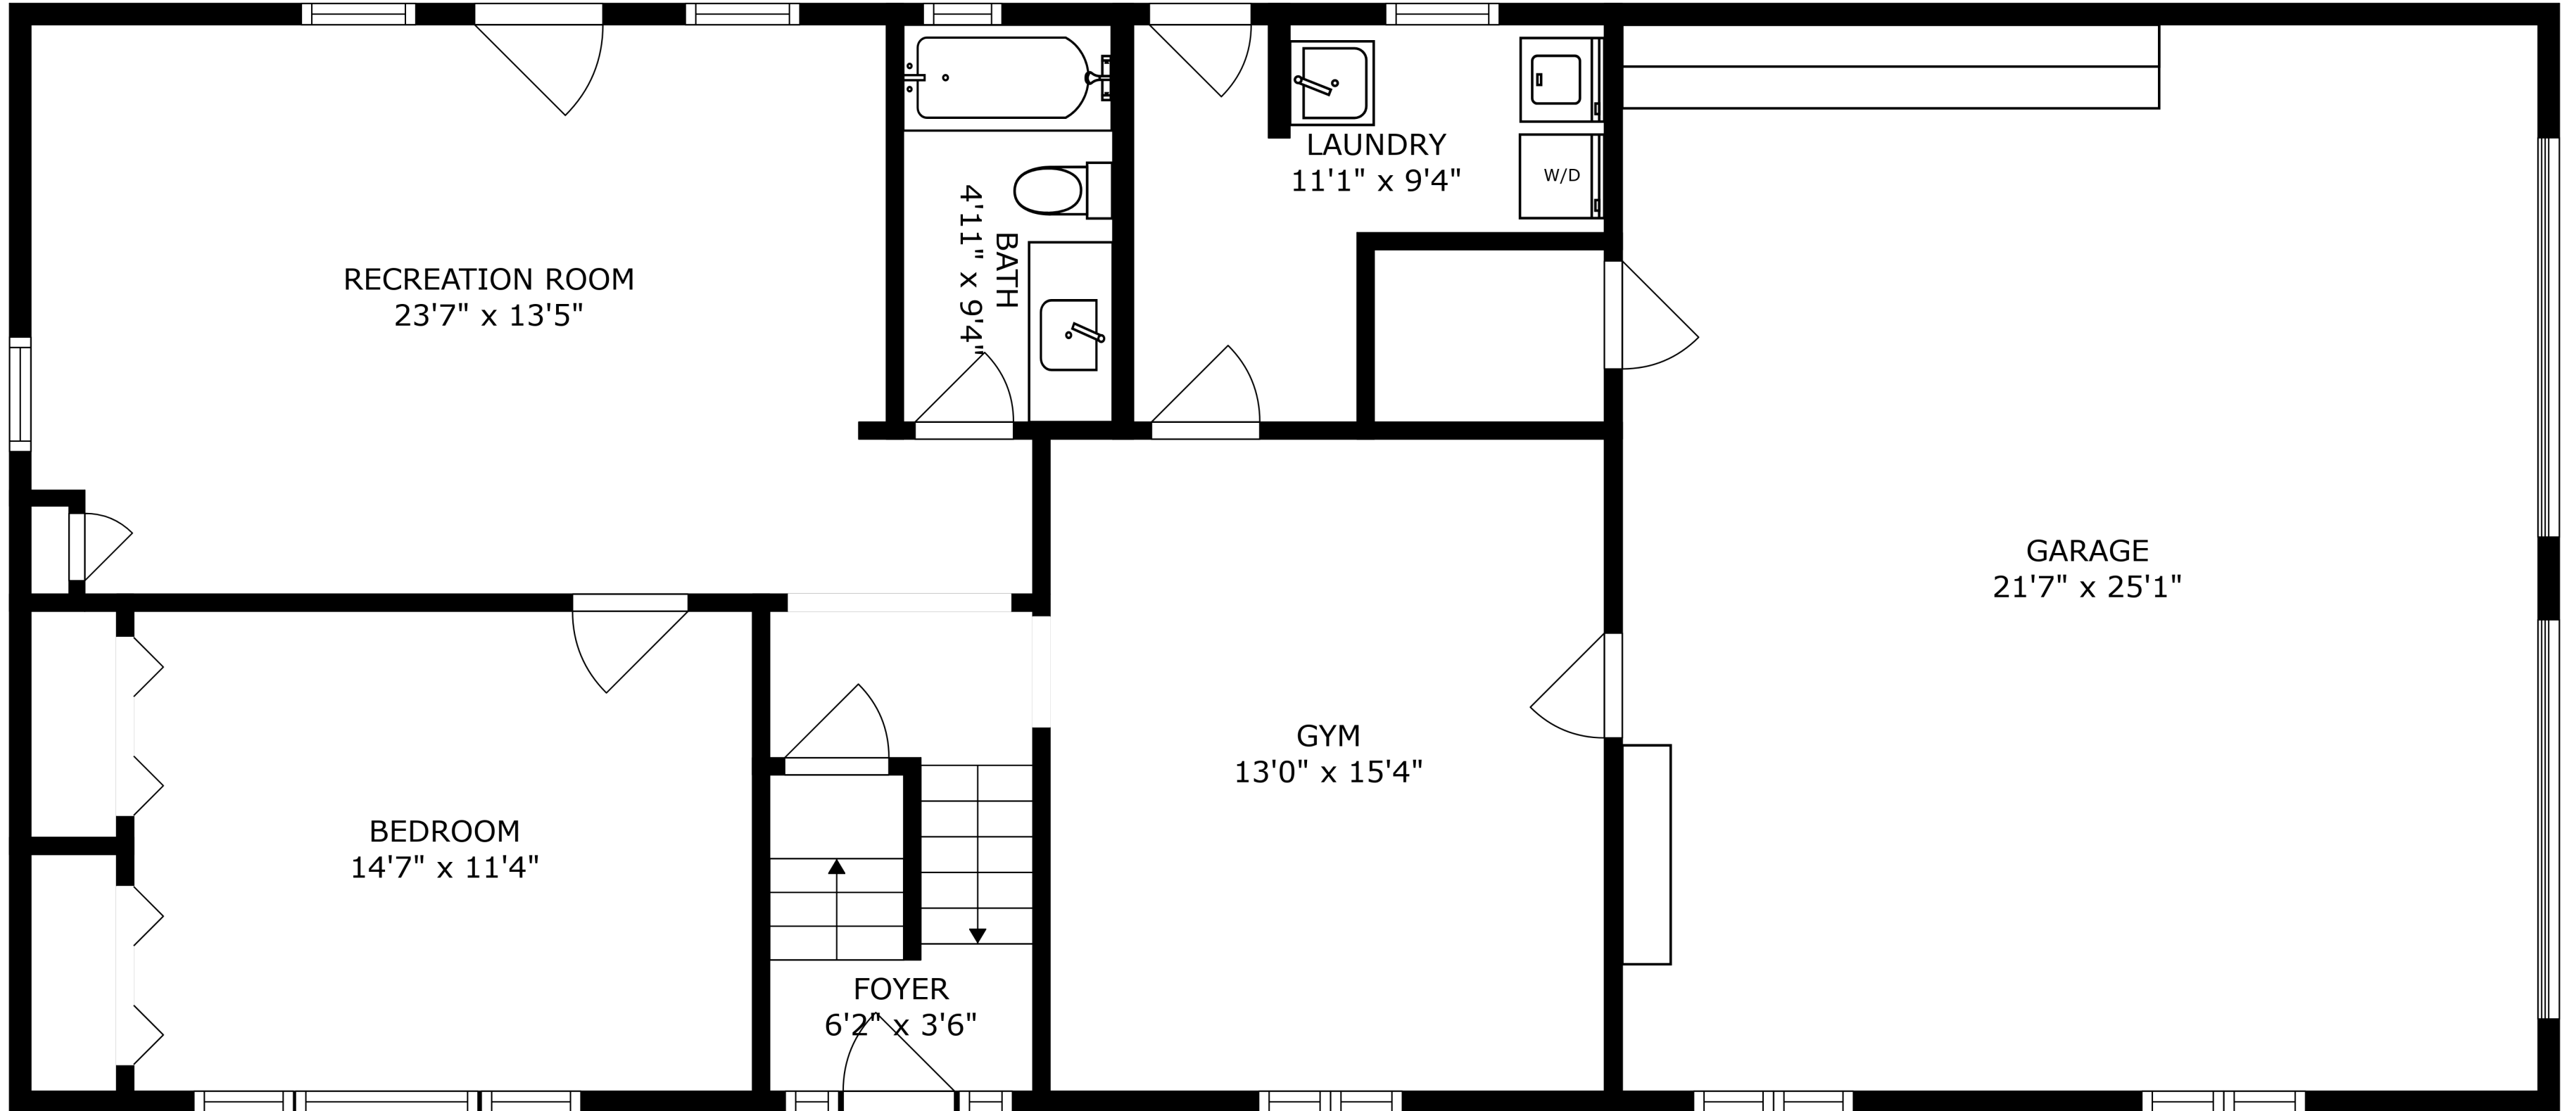 LAUNDRY
11'1" x 9'4"
W/D
RECREATION ROOM
23'7" x 13'5"
BATH
4'11" x 9'4"
GARAGE
21'7" x 25'1"
GYM
13'0" x 15'4"
BEDROOM
14'7" x 11'4"
FOYER
6'2" x 3'6"